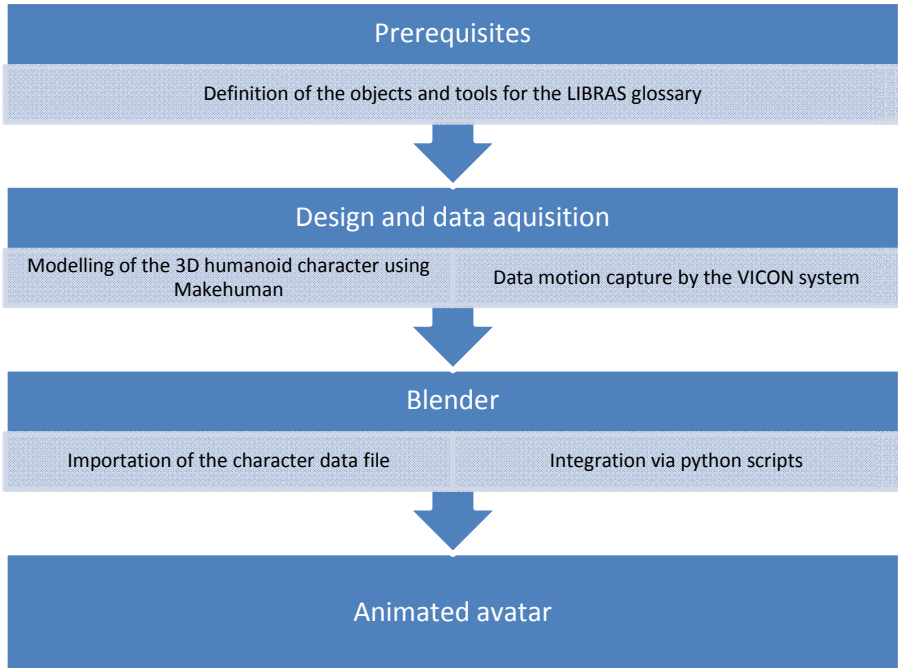 Prerequisites
Definition of the objects and tools for the LIBRAS glossary
Design and data aquisition
Modelling of the 3D humanoid character using
Makehuman
Data motion capture by the VICON system
Blender
Importation of the character data file
Integration via python scripts
Animated avatar